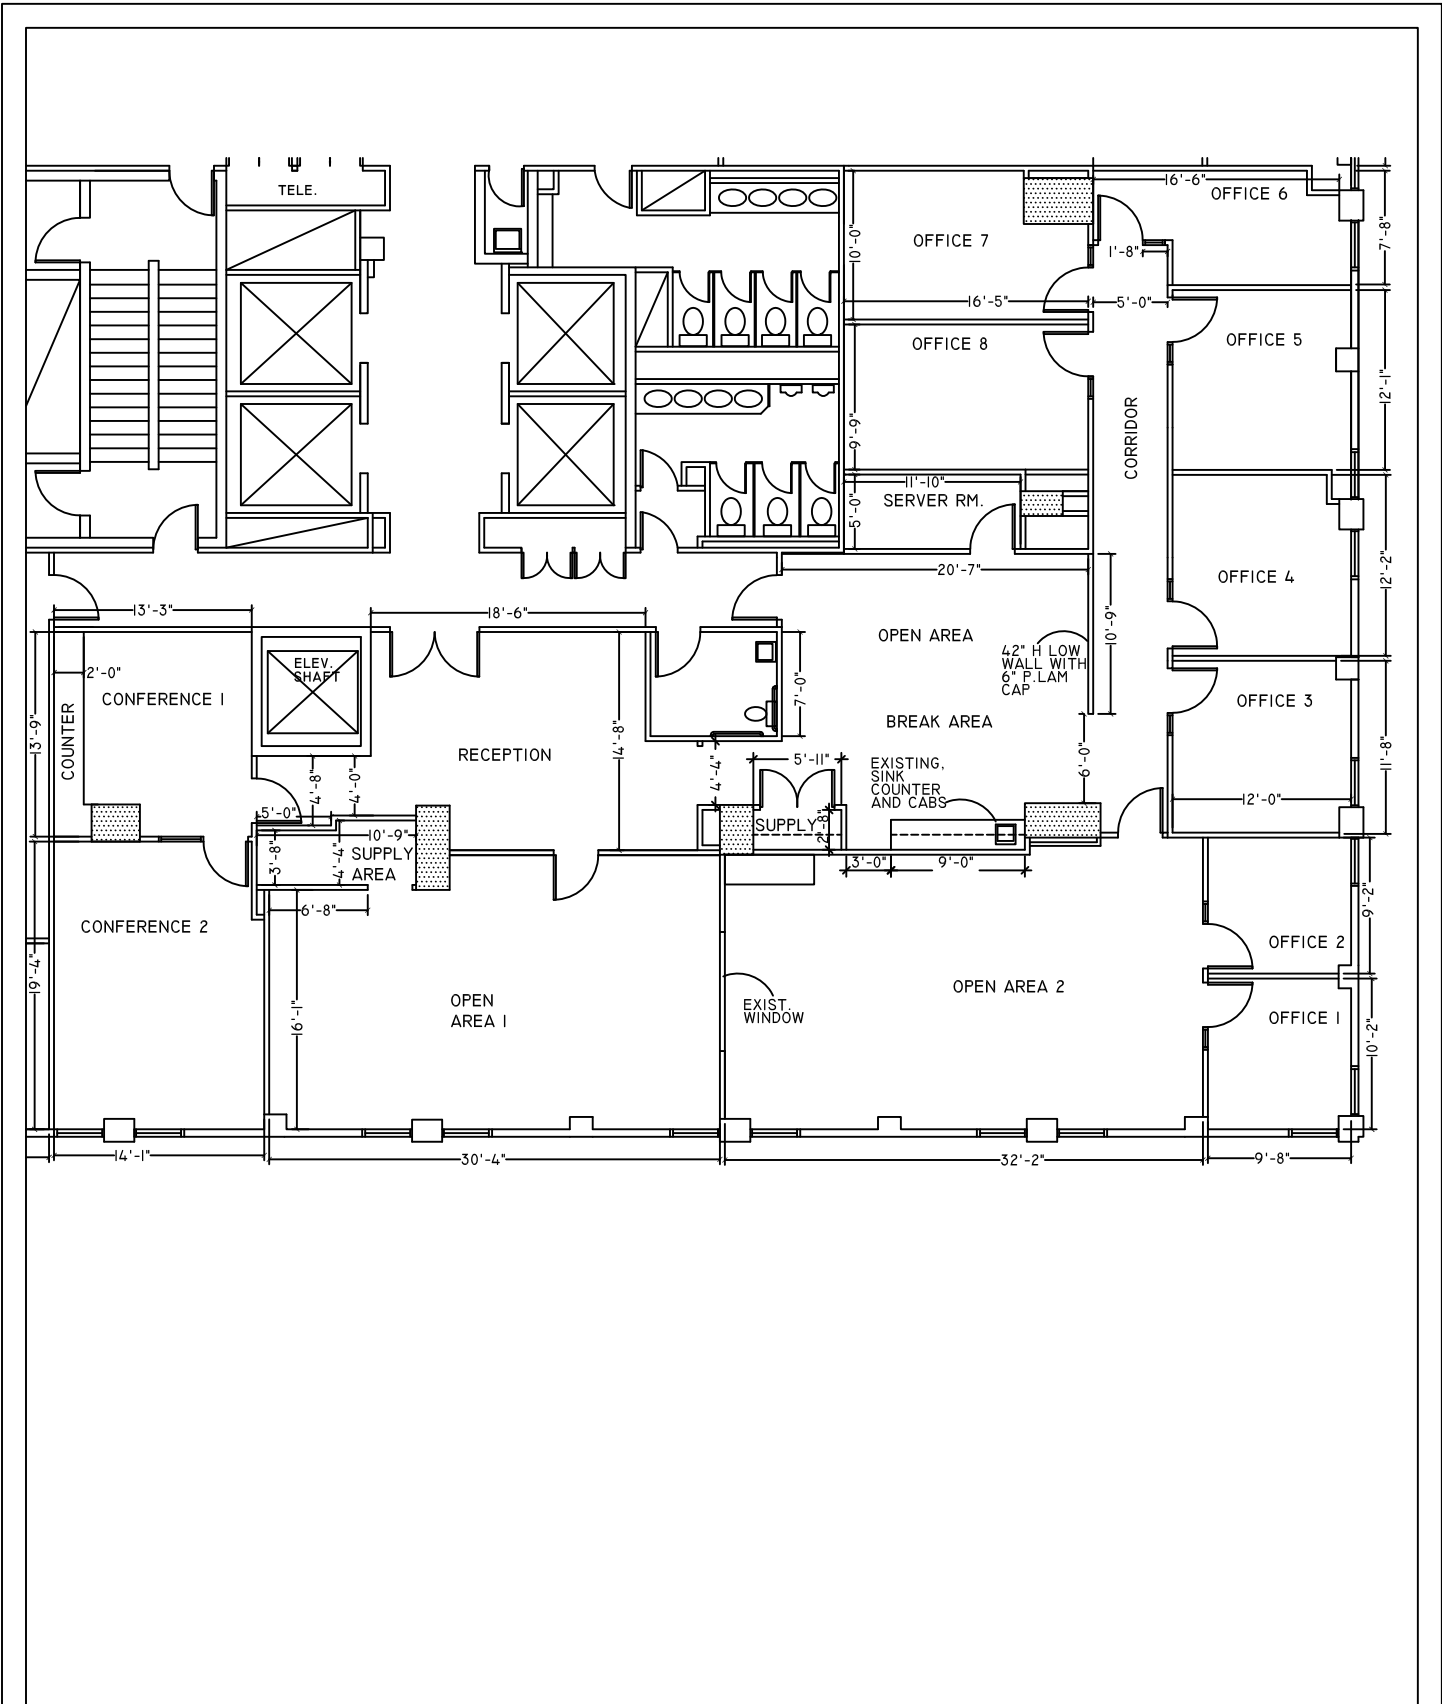 TELE.
16'-6"
OFFICE 6
7'-8"
OFFICE 7
10'-0"
1'-8"
16'-5"
5'-0"
OFFICE 8
OFFICE 5
12'-1"
9'-9"
CORRIDOR
11'-10"
SERVER RM.
5'-0"
20'-7"
OFFICE 4
12'-2"
13'-3"
18'-6"
OPEN AREA
10'-9"
42" H LOW
WALL WITH
6" P.LAM
CAP
ELEV.
SHAFT
2'-0"
CONFERENCE 1
7'-0"
OFFICE 3
13'-9"
COUNTER
RECEPTION
14'-8"
BREAK AREA
11'-8"
5'-11"
EXISTING,
SINK
COUNTER
AND CABS
6'-0"
4'-8"
4'-0"
4'-4"
12'-0"
5'-0"
10'-9"
SUPPLY
2'-8"
3'-8"
4'-4"
SUPPLY
AREA
3'-0"
9'-0"
6'-8"
9'-2"
CONFERENCE 2
OFFICE 2
19'-4"
OPEN AREA 2
OPEN
AREA 1
EXIST.
WINDOW
16'-1"
OFFICE 1
10'-2"
14'-1"
30'-4"
32'-2"
9'-8"